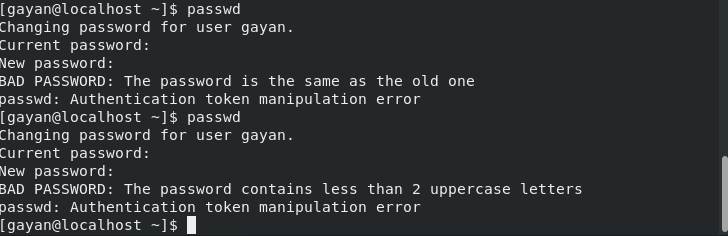 [gayan@localhost ~]$ passwd
Changing password for user gayan.
Current password:
New password:
BAD PASSWORD: The password is the same as the old one
passwd: Authentication token manipulation error
[gayan@localhost ~]$ passwd
Changing password for user gayan.
Current password:
New password:
BAD PASSWORD: The password contains less than 2 uppercase letters
passwd: Authentication token manipulation error
[gayan@localhost ~]$